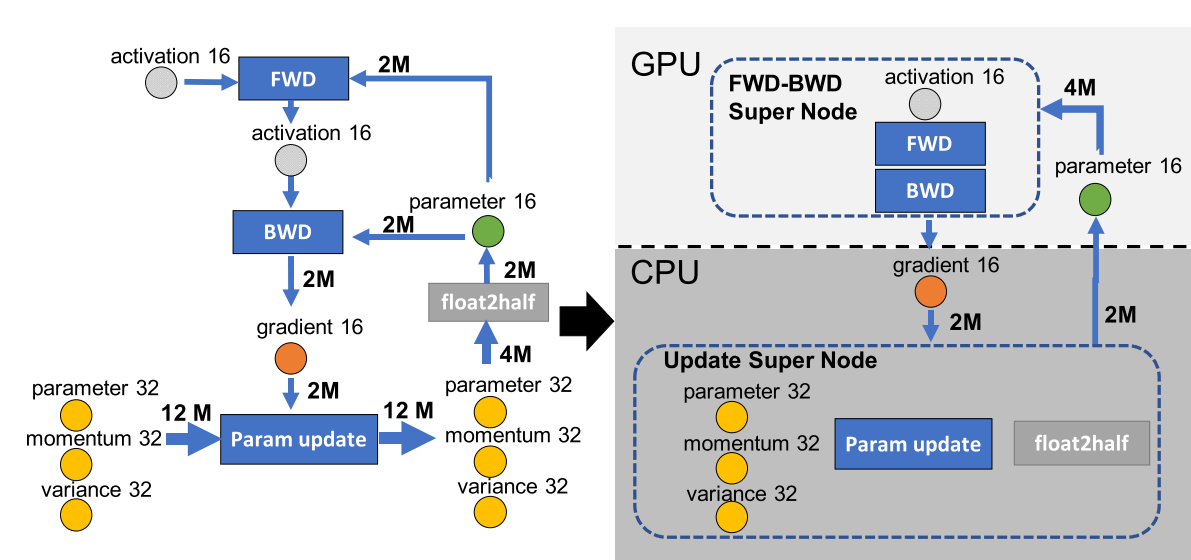 activation 16
FWD
2M
activation 16
parameter 16
BWD
2M
2M
2M
float2half
gradient 16
4M
2M
parameter 32
momentum 32
variance 32
12 M
Param update
12 M
parameter 32
momentum 32
variance 32
GPU
FWD-BWD
Super Node
activation 16
FWD
BWD
4M
parameter 16
CPU
gradient 16
2M
2M
Update Super Node
parameter 32
momentum 32
variance 32
Param update
float2half